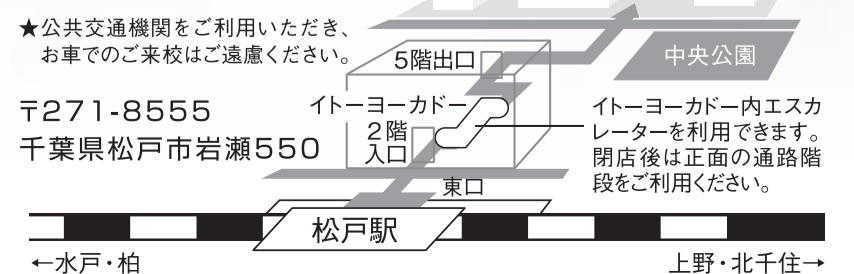 ★公共交通機関をご利用いただき、
お車でのご来校はご遠慮ください。
〒271-8555
千葉県松戸市岩瀬550
中央公園
5階出口
イトーヨーカドー
2階
入口
イトーヨーカドー内エスカ
レーターを利用できます。
閉店後は正面の通路階
段をご利用ください。
東口
松戸駅
←水戸・柏
上野・北千住→